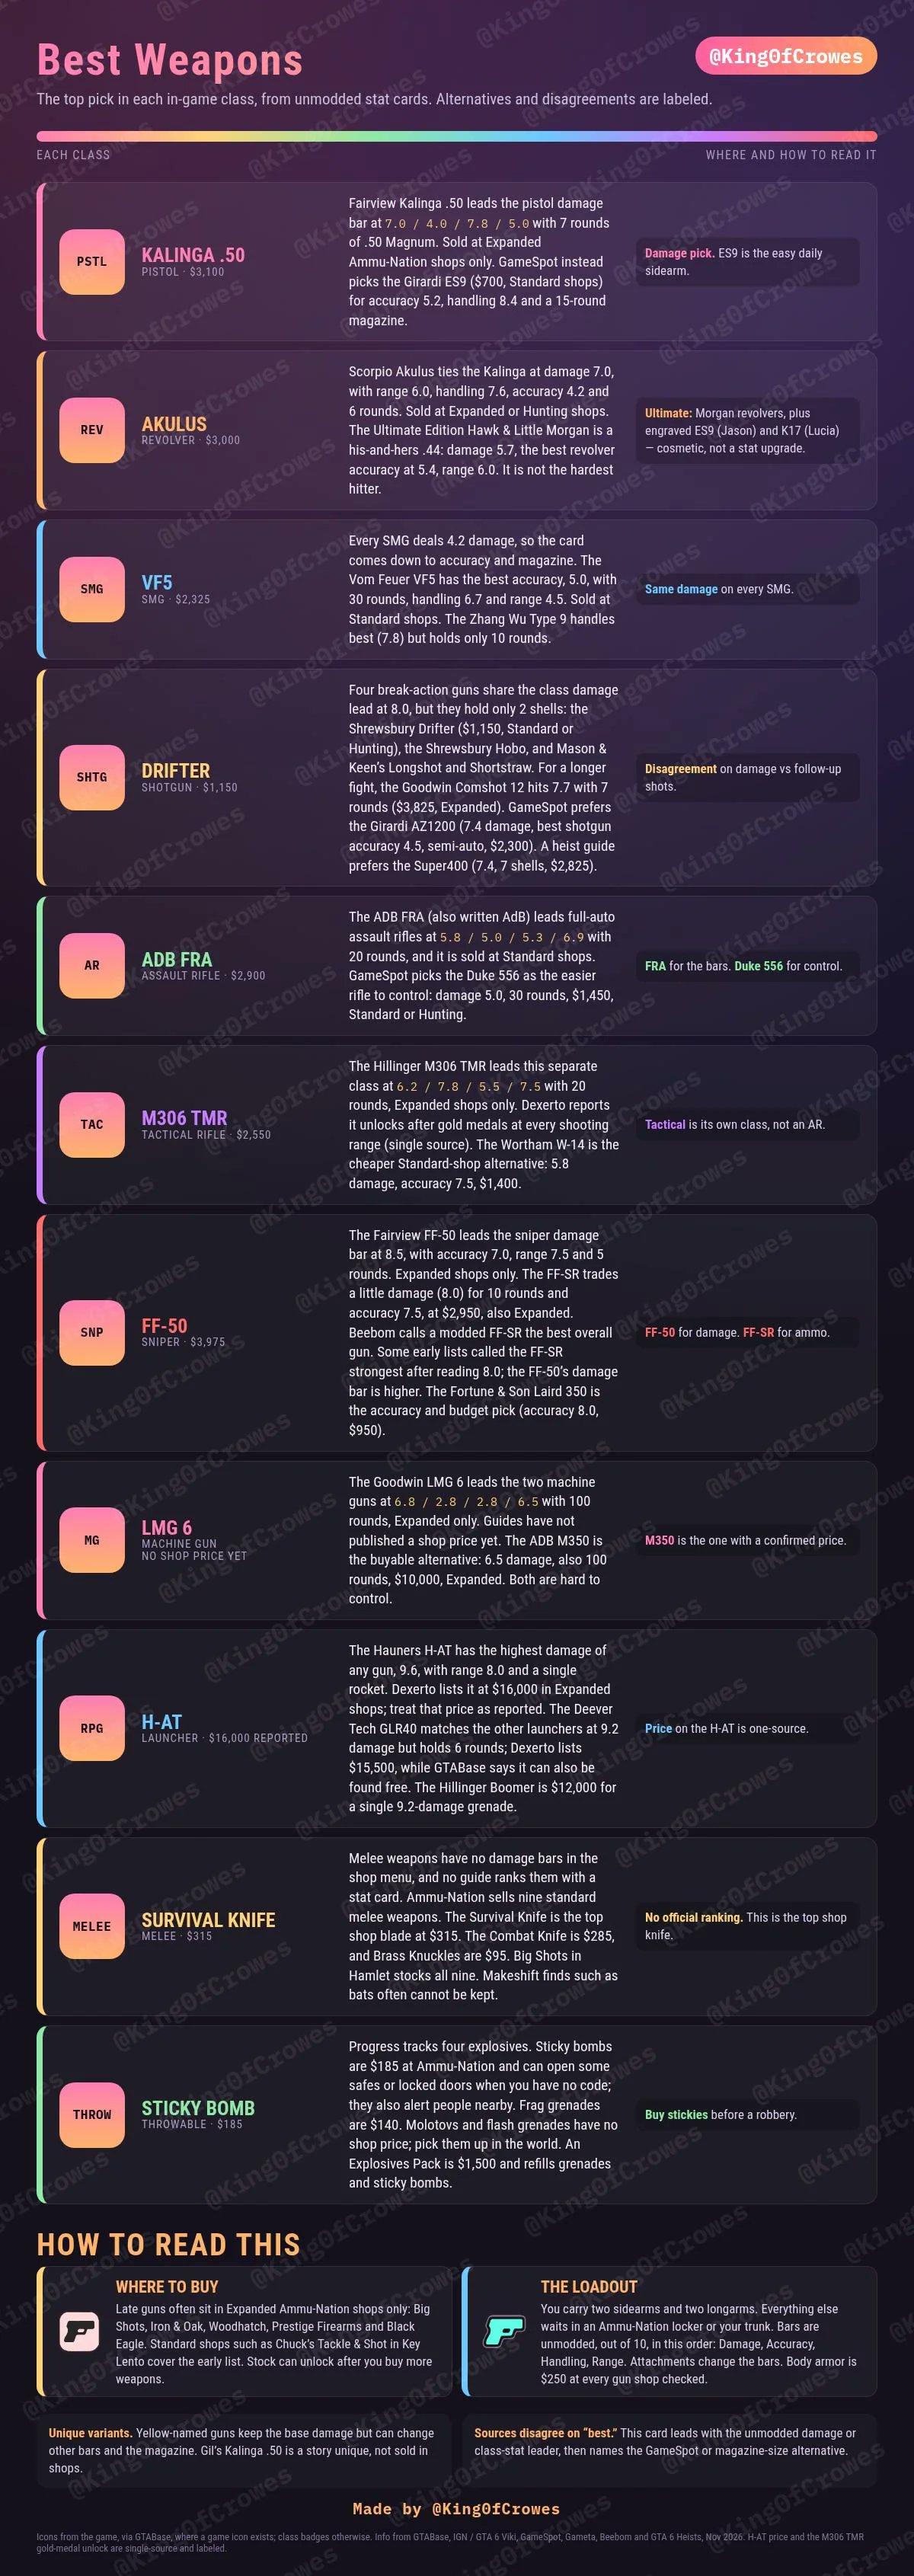 Best Weapons
@KingOfCrowes
The top pick in each in-game class, from unmodded stat cards. Alternatives and disagreements are labeled.
EACH CLASS
WHERE AND HOW TO READ IT
PSTL
KALINGA .50
PISTOL · $3,100
Fairview Kalinga .50 leads the pistol damage
bar at 7.0 / 4.0 / 7.8 / 5.0 with 7 rounds
of .50 Magnum. Sold at Expanded
Ammu-Nation shops only. GameSpot instead
picks the Girardi ES9 ($700, Standard shops)
for accuracy 5.2, handling 8.4 and a 15-round
magazine.
Damage pick. ES9 is the easy daily
sidearm.
REV
AKULUS
REVOLVER · $3,000
Scorpio Akulus ties the Kalinga at damage 7.0,
with range 6.0, handling 7.6, accuracy 4.2 and
6 rounds. Sold at Expanded or Hunting shops.
The Ultimate Edition Hawk & Little Morgan is a
his-and-hers .44: damage 5.7, the best revolver
accuracy at 5.4, range 6.0. It is not the hardest
hitter.
Ultimate: Morgan revolvers, plus
engraved ES9 (Jason) and K17 (Lucia)
— cosmetic, not a stat upgrade.
SMG
VF5
SMG · $2,325
Every SMG deals 4.2 damage, so the card
comes down to accuracy and magazine. The
Vom Feuer VF5 has the best accuracy, 5.0, with
30 rounds, handling 6.7 and range 4.5. Sold at
Standard shops. The Zhang Wu Type 9 handles
best (7.8) but holds only 10 rounds.
Same damage on every SMG.
SHTG
DRIFTER
SHOTGUN · $1,150
Four break-action guns share the class damage
lead at 8.0, but they hold only 2 shells: the
Shrewsbury Drifter ($1,150, Standard or
Hunting), the Shrewsbury Hobo, and Mason &
Keen’s Longshot and Shortstraw. For a longer
fight, the Goodwin Comshot 12 hits 7.7 with 7
rounds ($3,825, Expanded). GameSpot prefers
the Girardi AZ1200 (7.4 damage, best shotgun
accuracy 4.5, semi-auto, $2,300). A heist guide
prefers the Super400 (7.4, 7 shells, $2,825).
Disagreement on damage vs follow-up
shots.
AR
ADB FRA
ASSAULT RIFLE · $2,900
The ADB FRA (also written AdB) leads full-auto
assault rifles at 5.8 / 5.0 / 5.3 / 6.9 with
20 rounds, and it is sold at Standard shops.
GameSpot picks the Duke 556 as the easier
rifle to control: damage 5.0, 30 rounds, $1,450,
Standard or Hunting.
FRA for the bars. Duke 556 for control.
TAC
M306 TMR
TACTICAL RIFLE · $2,550
The Hillinger M306 TMR leads this separate
class at 6.2 / 7.8 / 5.5 / 7.5 with 20
rounds, Expanded shops only. Dexerto reports
it unlocks after gold medals at every shooting
range (single source). The Wortham W-14 is the
cheaper Standard-shop alternative: 5.8
damage, accuracy 7.5, $1,400.
Tactical is its own class, not an AR.
SNP
FF-50
SNIPER · $3,975
The Fairview FF-50 leads the sniper damage
bar at 8.5, with accuracy 7.0, range 7.5 and 5
rounds. Expanded shops only. The FF-SR trades
a little damage (8.0) for 10 rounds and
accuracy 7.5, at $2,950, also Expanded.
Beebom calls a modded FF-SR the best overall
gun. Some early lists called the FF-SR
strongest after reading 8.0; the FF-50’s damage
bar is higher. The Fortune & Son Laird 350 is
the accuracy and budget pick (accuracy 8.0,
$950).
FF-50 for damage. FF-SR for ammo.
MG
LMG 6
MACHINE GUN
NO SHOP PRICE YET
The Goodwin LMG 6 leads the two machine
guns at 6.8 / 2.8 / 2.8 / 6.5 with 100
rounds, Expanded only. Guides have not
published a shop price yet. The ADB M350 is
the buyable alternative: 6.5 damage, also 100
rounds, $10,000, Expanded. Both are hard to
control.
M350 is the one with a confirmed price.
RPG
H-AT
LAUNCHER · $16,000 REPORTED
The Hauners H-AT has the highest damage of
any gun, 9.6, with range 8.0 and a single
rocket. Dexerto lists it at $16,000 in Expanded
shops; treat that price as reported. The Deever
Tech GLR40 matches the other launchers at 9.2
damage but holds 6 rounds; Dexerto lists
$15,500, while GTABase says it can also be
found free. The Hillinger Boomer is $12,000 for
a single 9.2-damage grenade.
Price on the H-AT is one-source.
MELEE
SURVIVAL KNIFE
MELEE · $315
Melee weapons have no damage bars in the
shop menu, and no guide ranks them with a
stat card. Ammu-Nation sells nine standard
melee weapons. The Survival Knife is the top
shop blade at $315. The Combat Knife is $285,
and Brass Knuckles are $95. Big Shots in
Hamlet stocks all nine. Makeshift finds such as
bats often cannot be kept.
No official ranking. This is the top shop
knife.
THROW
STICKY BOMB
THROWABLE · $185
Progress tracks four explosives. Sticky bombs
are $185 at Ammu-Nation and can open some
safes or locked doors when you have no code;
they also alert people nearby. Frag grenades
are $140. Molotovs and flash grenades have no
shop price; pick them up in the world. An
Explosives Pack is $1,500 and refills grenades
and sticky bombs.
Buy stickies before a robbery.
HOW TO READ THIS
WHERE TO BUY
Late guns often sit in Expanded Ammu-Nation shops only: Big
Shots, Iron & Oak, Woodhatch, Prestige Firearms and Black
Eagle. Standard shops such as Chuck’s Tackle & Shot in Key
Lento cover the early list. Stock can unlock after you buy more
weapons.
THE LOADOUT
You carry two sidearms and two longarms. Everything else
waits in an Ammu-Nation locker or your trunk. Bars are
unmodded, out of 10, in this order: Damage, Accuracy,
Handling, Range. Attachments change the bars. Body armor is
$250 at every gun shop checked.
Unique variants. Yellow-named guns keep the base damage but can change
other bars and the magazine. Gil’s Kalinga .50 is a story unique, not sold in
shops.
Sources disagree on “best.” This card leads with the unmodded damage or
class-stat leader, then names the GameSpot or magazine-size alternative.
Made by @KingOfCrowes
Icons from the game, via GTABase, where a game icon exists; class badges otherwise. Info from GTABase, IGN / GTA 6 Viki, GameSpot, Gameta, Beebom and GTA 6 Heists, Nov 2026. H-AT price and the M306 TMR
gold-medal unlock are single-source and labeled.